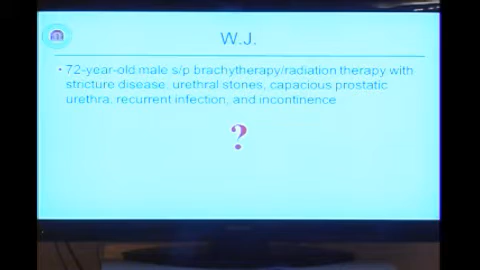 W.J.
• 72-year-old male s/p brachytherapy/radiation therapy with
stricture disease, urethral stones, capacious prostatic
urethra, recurrent infection, and incontinence
?